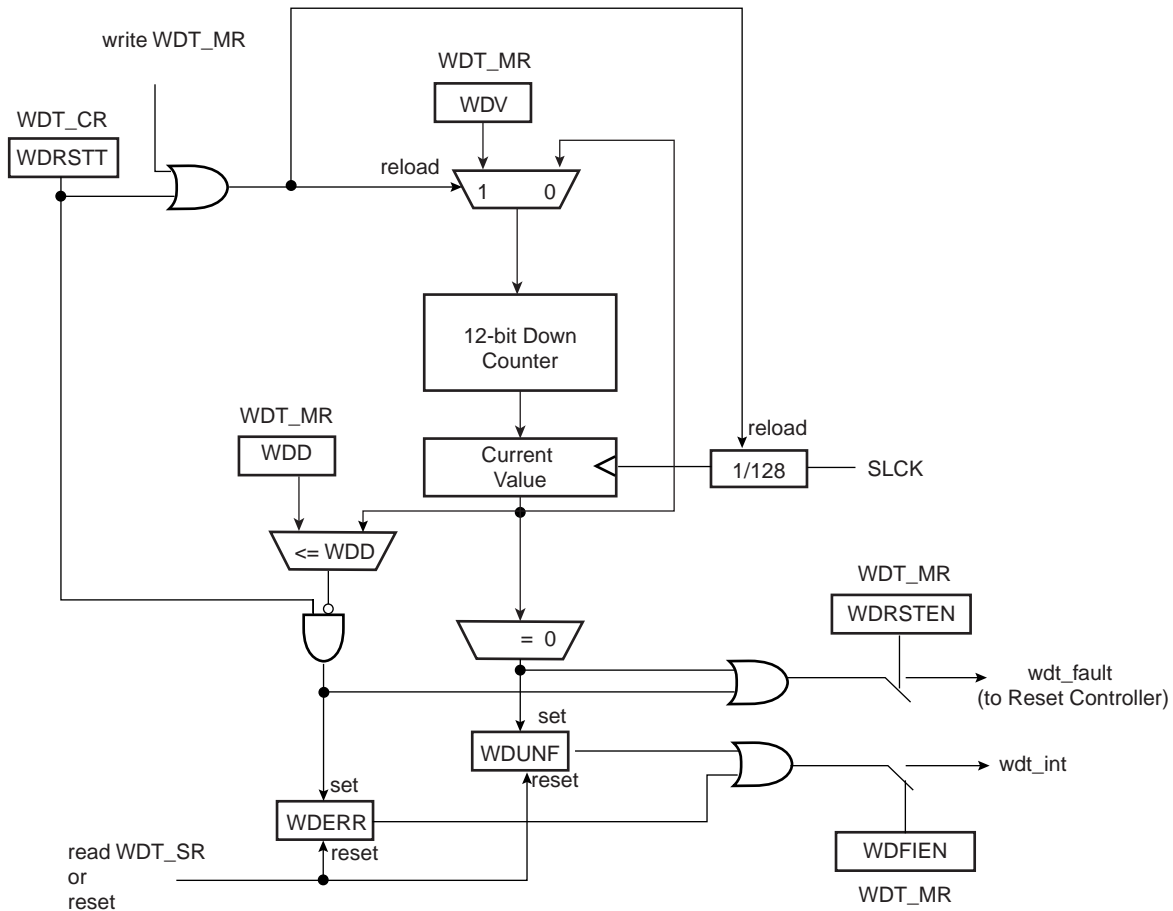 write WDT_MR
WDT_MR
WDV
WDT_CR
WDRSTT
reload
1 0
12-bit Down
Counter
WDT_MR
WDD
reload
Current
Value
1/128
SLCK
<= WDD
WDT_MR
WDRSTEN
= 0
wdt_fault
(to Reset Controller)
set
WDUNF
reset
wdt_int
set
WDERR
reset
WDFIEN
WDT_MR
read WDT_SR
or
reset